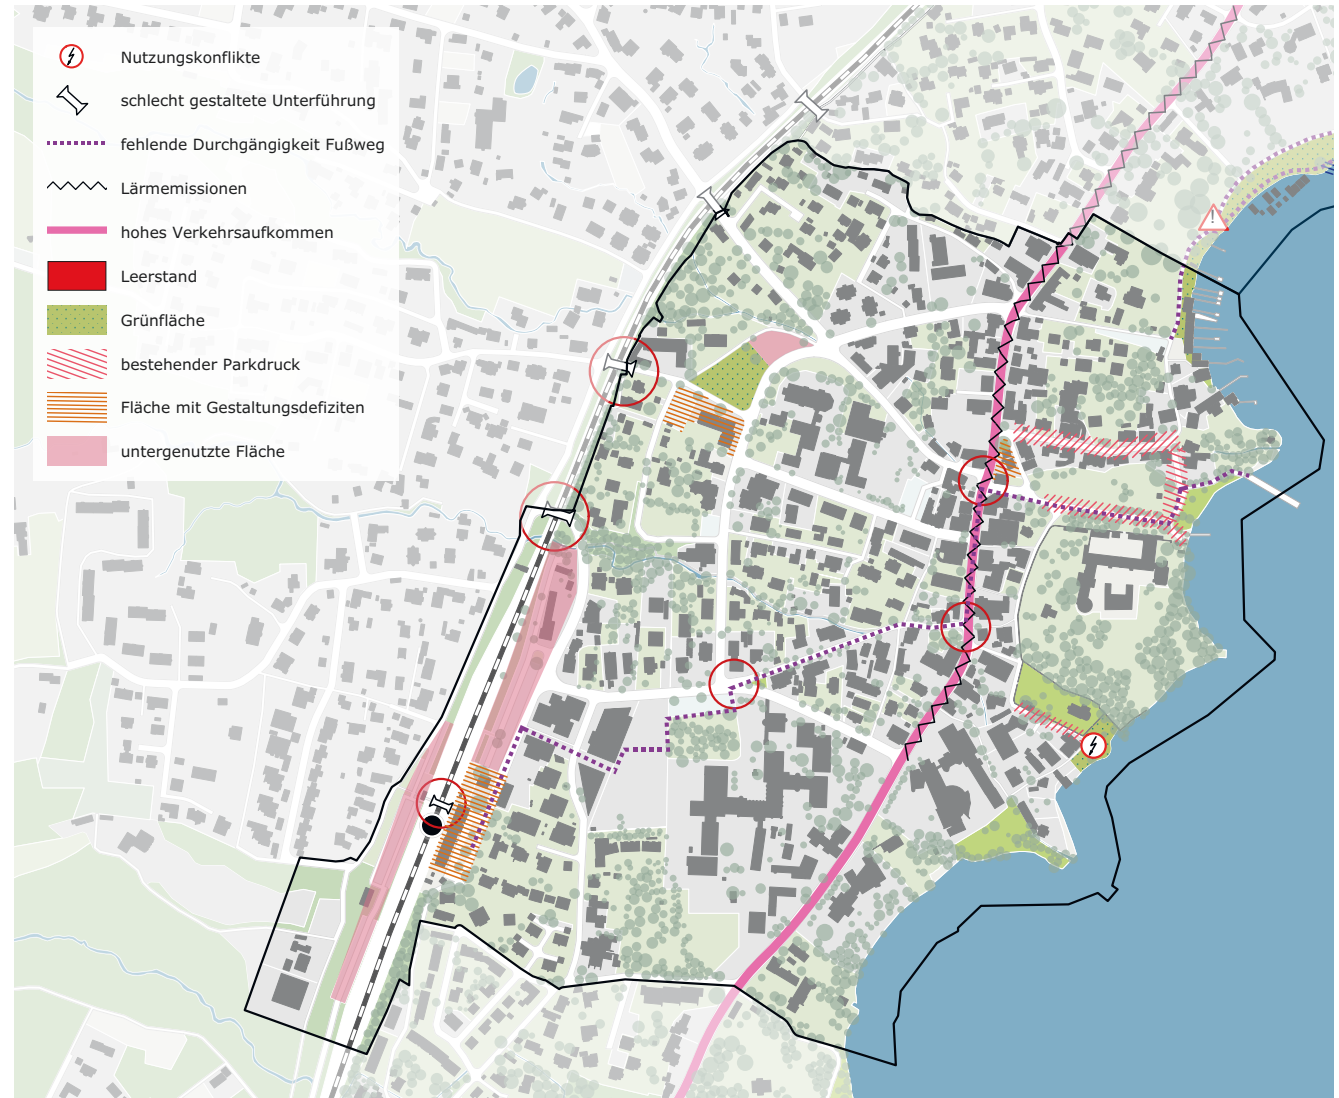 Nutzungskonflikte
schlecht gestaltete Unterführung
fehlende Durchgängigkeit Fußweg
Lärmemissionen
hohes Verkehrsaufkommen
Leerstand
Grünfläche
bestehender Parkdruck
Fläche mit Gestaltungsdefiziten
untergenutzte Fläche
!